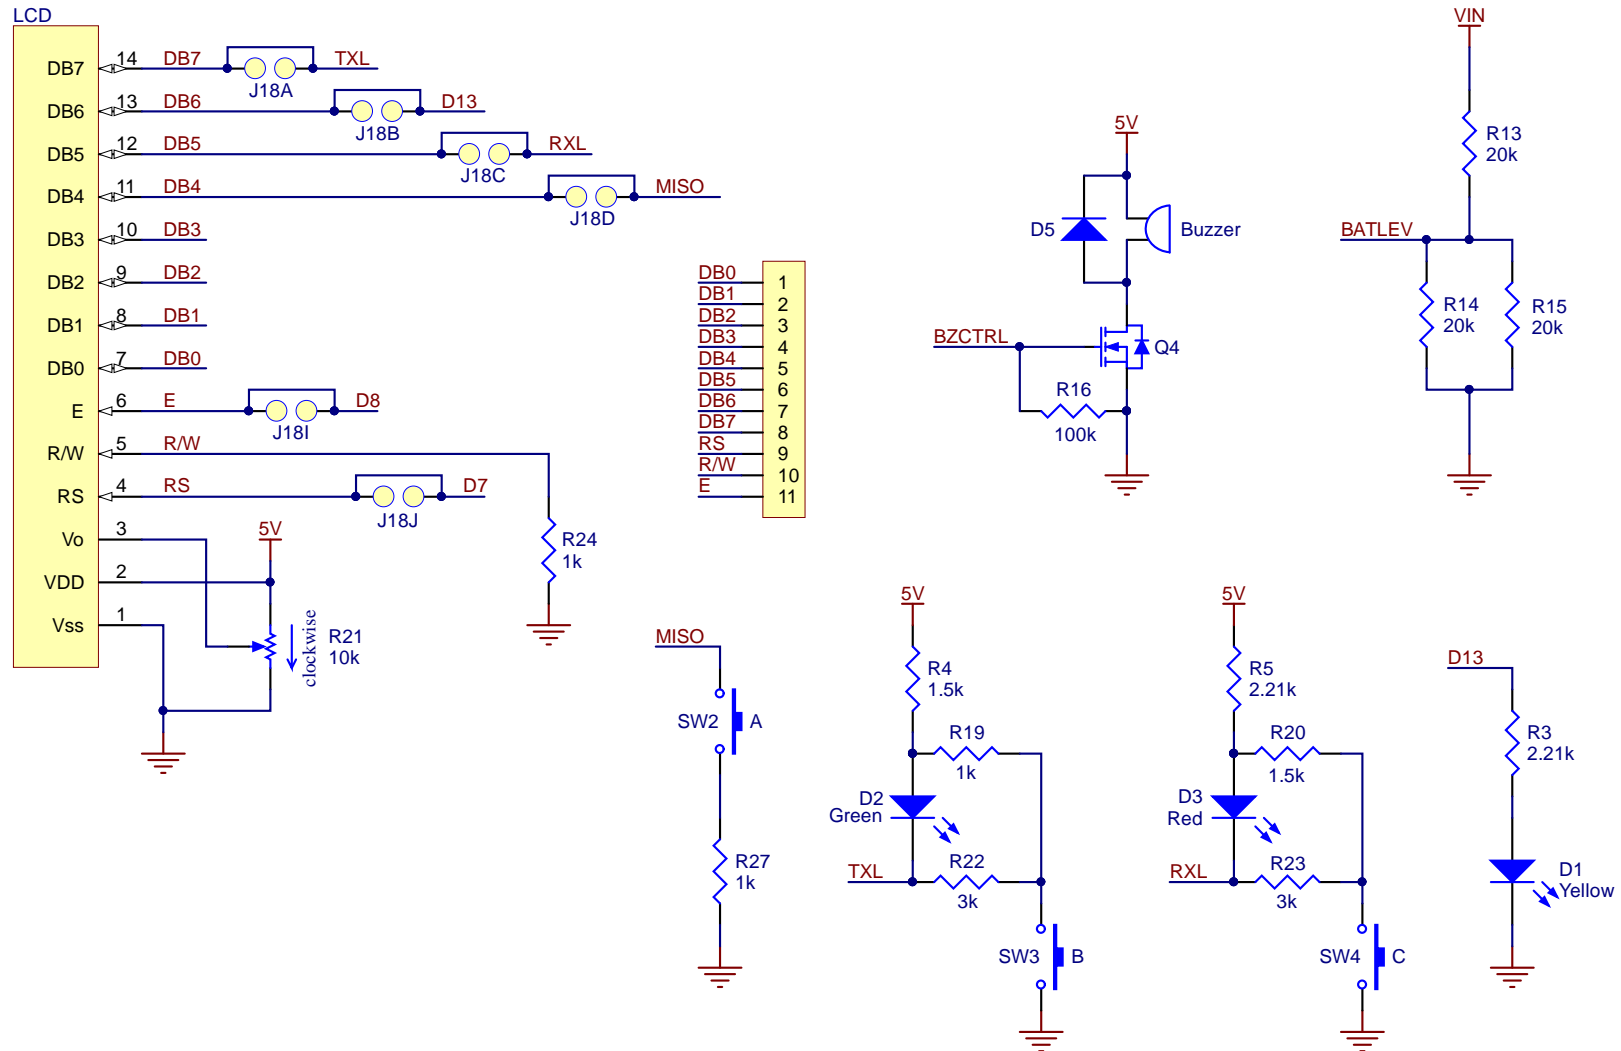 LCD
DB7 14 DB7 TXL
J18A
DB6 13 DB6 D13
J18B
DB5 12 DB5 RXL
J18C
DB4 11 DB4 MISO
J18D
DB3 10 DB3
DB2 9 DB2
DB1 8 DB1
DB0 7 DB0
E 6 E D8
J18I
R/W 5 R/W
RS 4 RS D7
J18J
Vo 3
VDD 2
Vss 1
5V
R21
10k
clockwise
R24
1k
DB0 1
DB1 2
DB2 3
DB3 4
DB4 5
DB5 6
DB6 7
DB7 8
RS 9
R/W 10
E 11
5V
D5
Buzzer
BZCTRL
Q4
R16
100k
VIN
R13
20k
BATLEV
R14
20k
R15
20k
MISO
SW2 A
R27
1k
5V
R4
1.5k
R19
1k
D2
Green
TXL
R22
3k
SW3 B
5V
R5
2.21k
R20
1.5k
D3
Red
RXL
R23
3k
SW4 C
D13
R3
2.21k
D1
Yellow